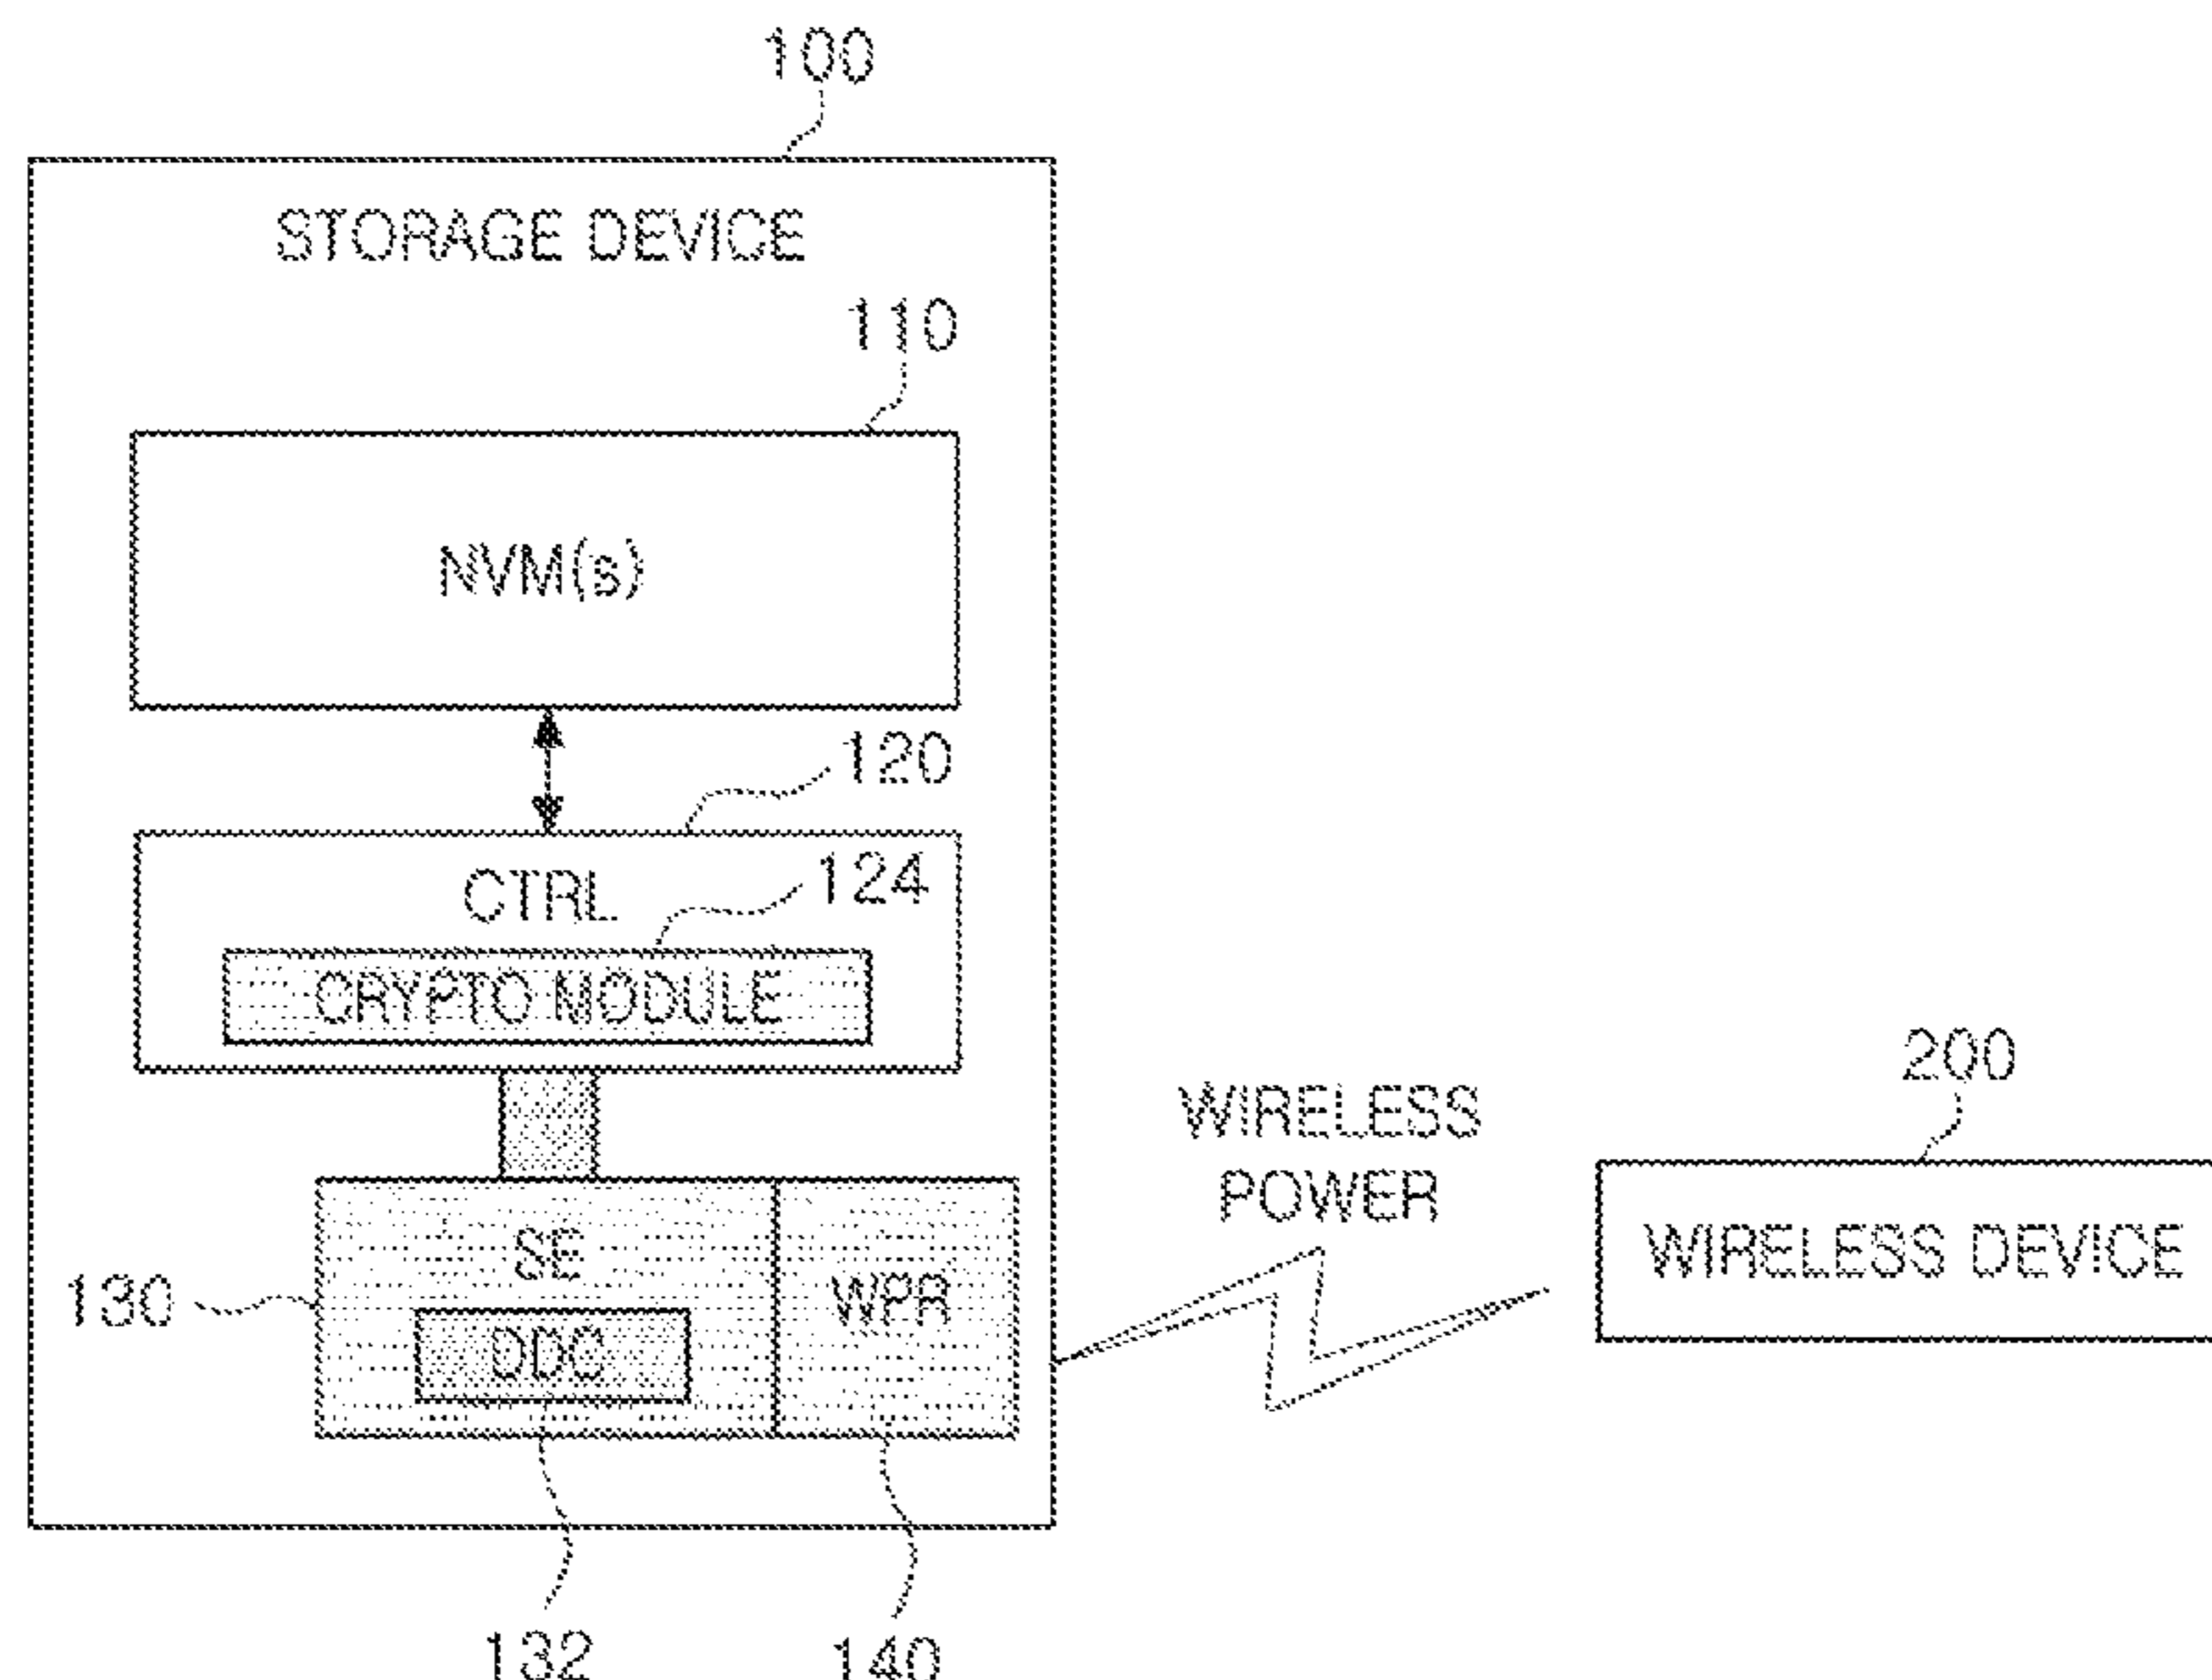 100
STORAGE DEVICE
110
NVM(s)
120
CTRL
124
CRYPTO MODULE
200
WIRELESS
POWER
WIRELESS DEVICE
SE
WPR
130
DDC
132
140